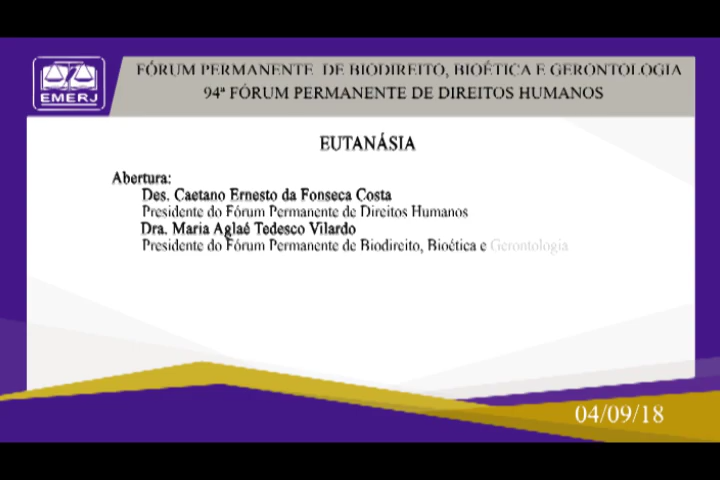 EMERJ
FÓRUM PERMANENTE DE BIODIREITO, BIOÉTICA E GERONTOLOGIA
94ª FÓRUM PERMANENTE DE DIREITOS HUMANOS
EUTANÁSIA
Abertura:
Des. Caetano Ernesto da Fonseca Costa
Presidente do Fórum Permanente de Direitos Humanos
Dra. Maria Aglaé Tedesco Vilardo
Presidente do Fórum Permanente de Biodireito, Bioética e Gerontologia
04/09/18